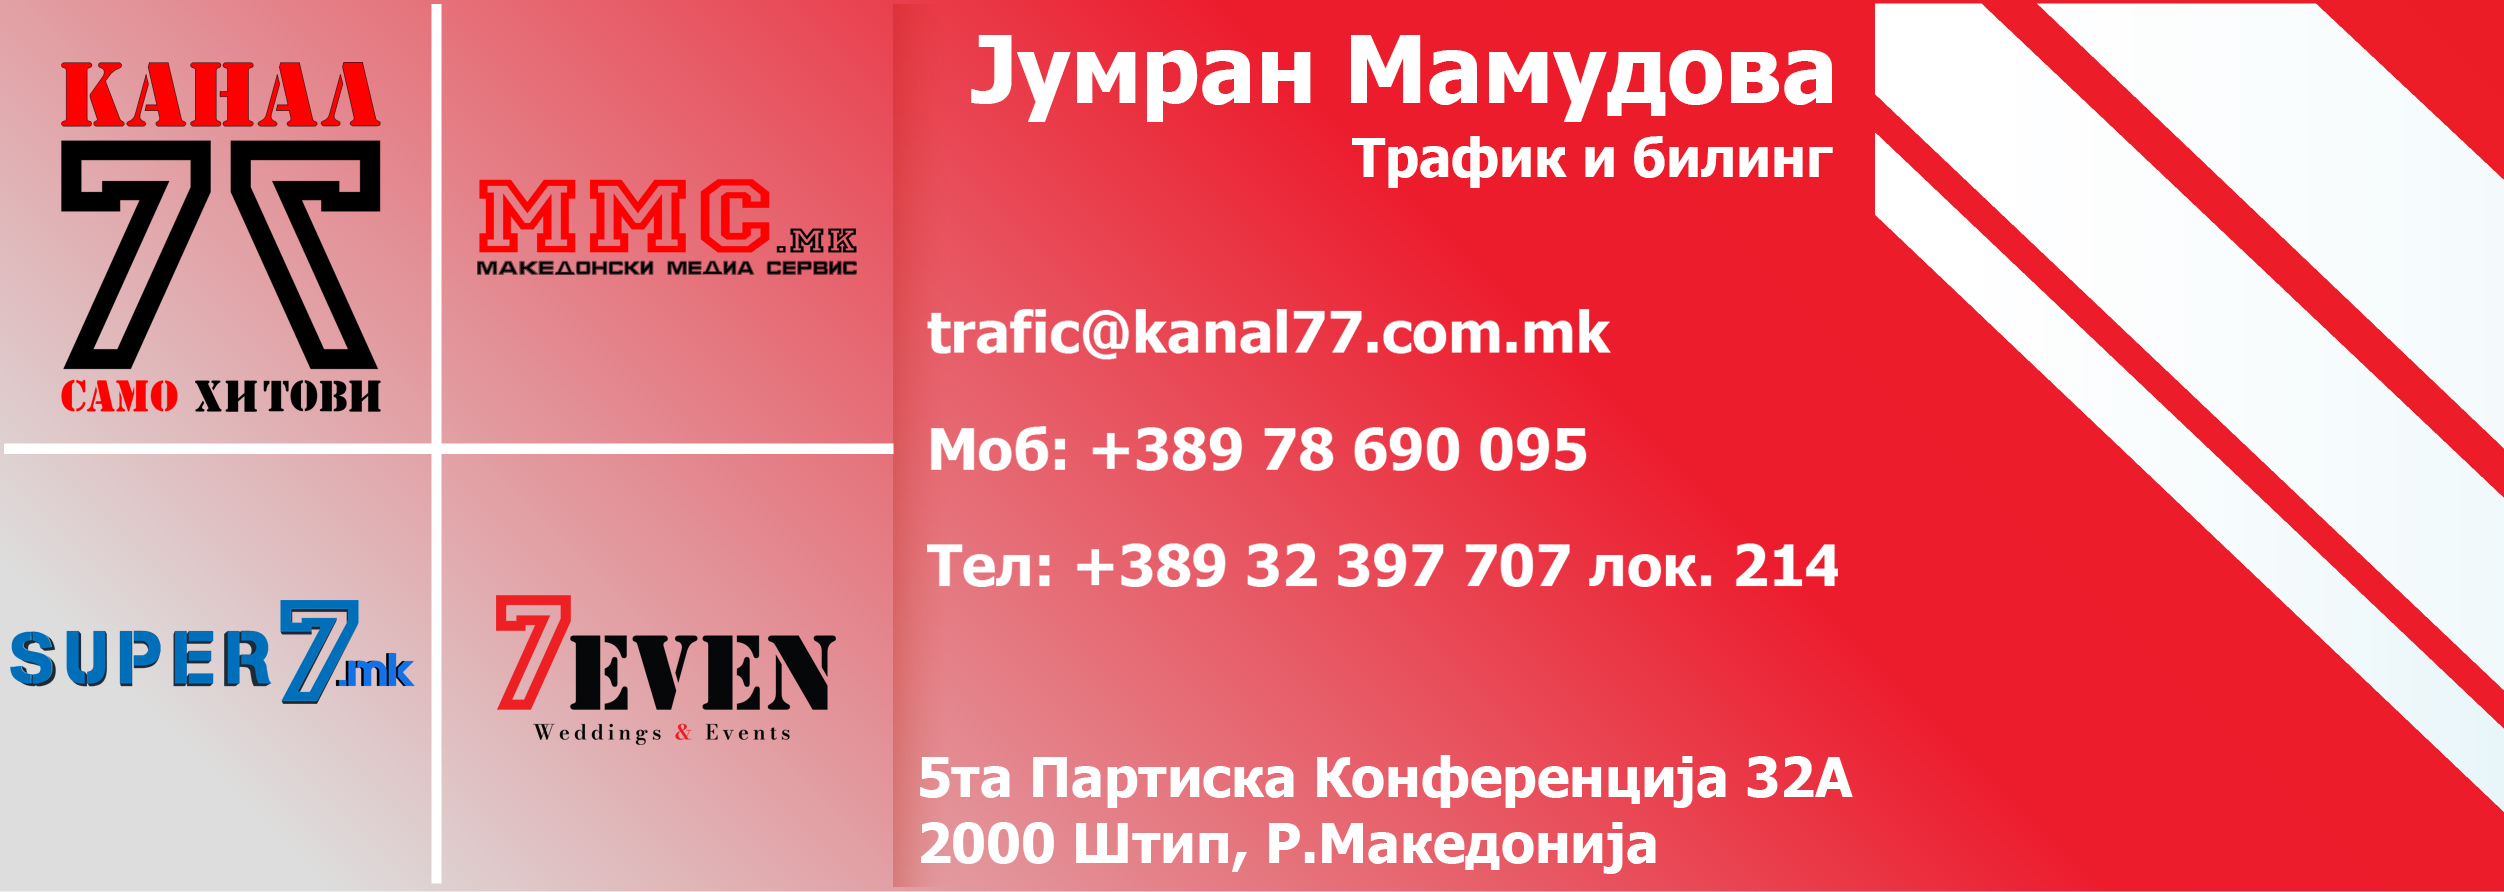 КАНАЛ
77
САМО ХИТОВИ
ММС.МК
МАКЕДОНСКИ МЕДИА СЕРВИС
SUPER7.mk
7EVEN
Weddings & Events
Јумран Мамудова
Трафик и билинг
trafic@kanal77.com.mk
Моб: +389 78 690 095
Тел: +389 32 397 707 лок. 214
5та Партиска Конференција 32А
2000 Штип, Р.Македонија